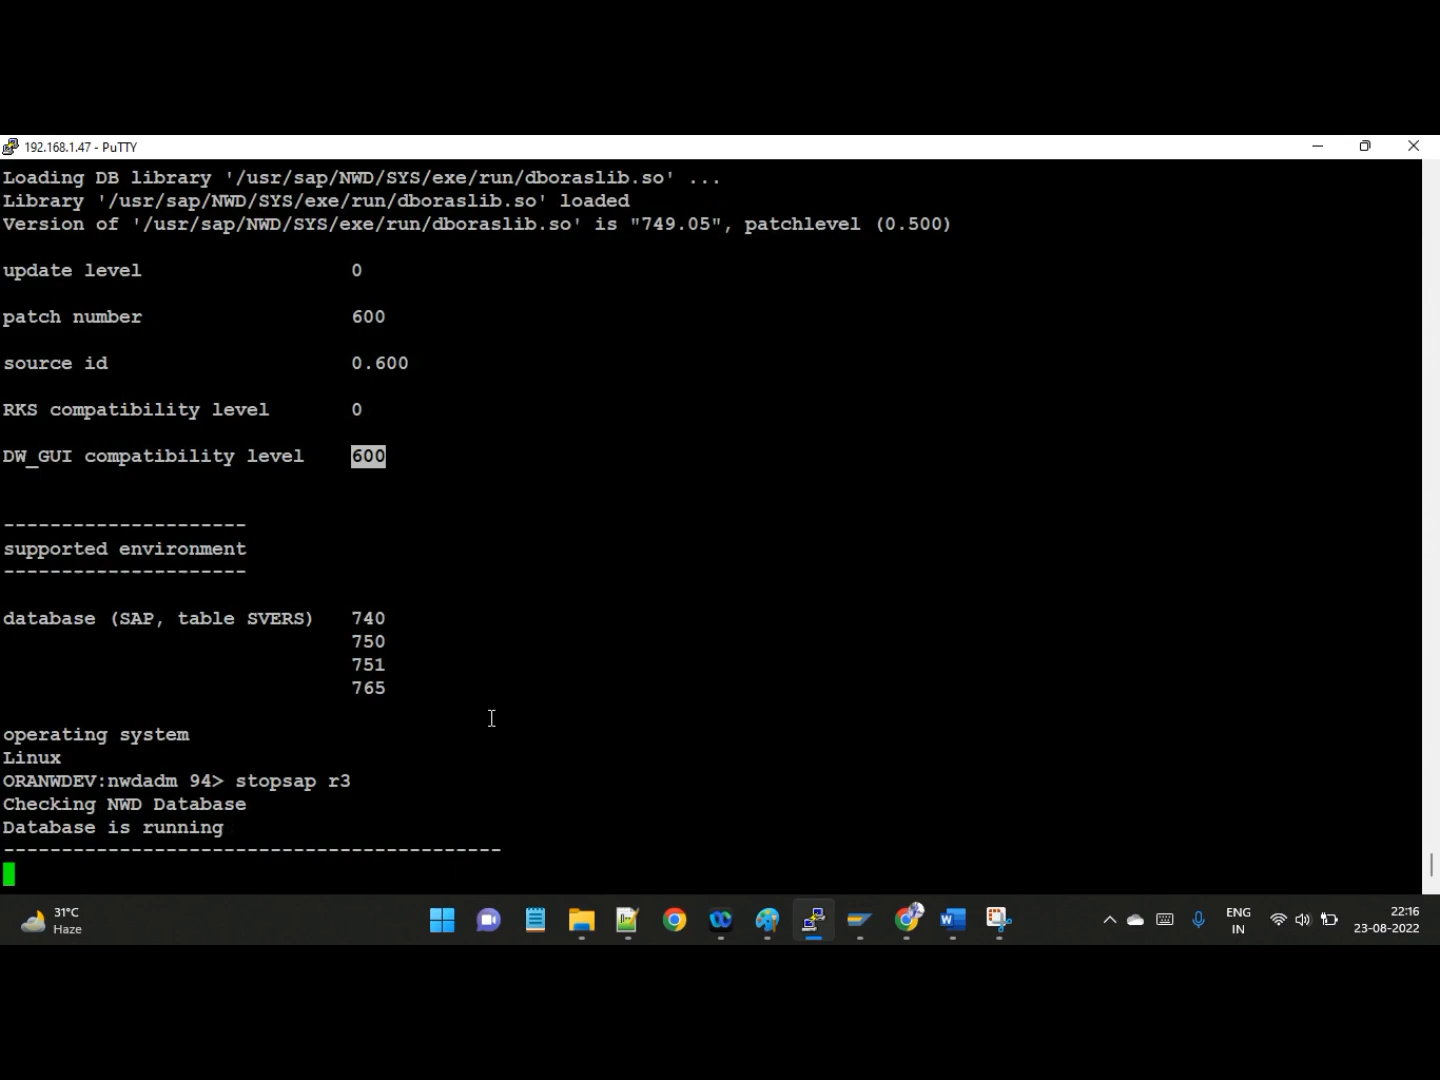 192.168.1.47 - PuTTY
Loading DB library '/usr/sap/NWD/SYS/exe/run/dboraslib.so' ...
Library '/usr/sap/NWD/SYS/exe/run/dboraslib.so' loaded
Version of '/usr/sap/NWD/SYS/exe/run/dboraslib.so' is "749.05", patchlevel (0.500)
update level 0
patch number 600
source id 0.600
RKS compatibility level 0
DW_GUI compatibility level 600
---------------------
supported environment
---------------------
database (SAP, table SVERS) 740
750
751
765
operating system
Linux
ORANWDEV:nwdadm 94> stopsap r3
Checking NWD Database
Database is running
-------------------------------------------
31°C
Haze
ENG
IN
22:16
23-08-2022